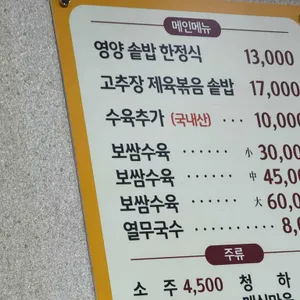 메인메뉴
영양 솥밥 한정식 13,000
고추장 제육볶음 솥밥 17,000
수육추가 (국내산) ··· 10,000
보쌈수육 ······ 小 30,000
보쌈수육 ······ 中 45,00
보쌈수육 ······ 大 60,0
열무국수 ········ 8,
주류
소 주 4,500 청 하